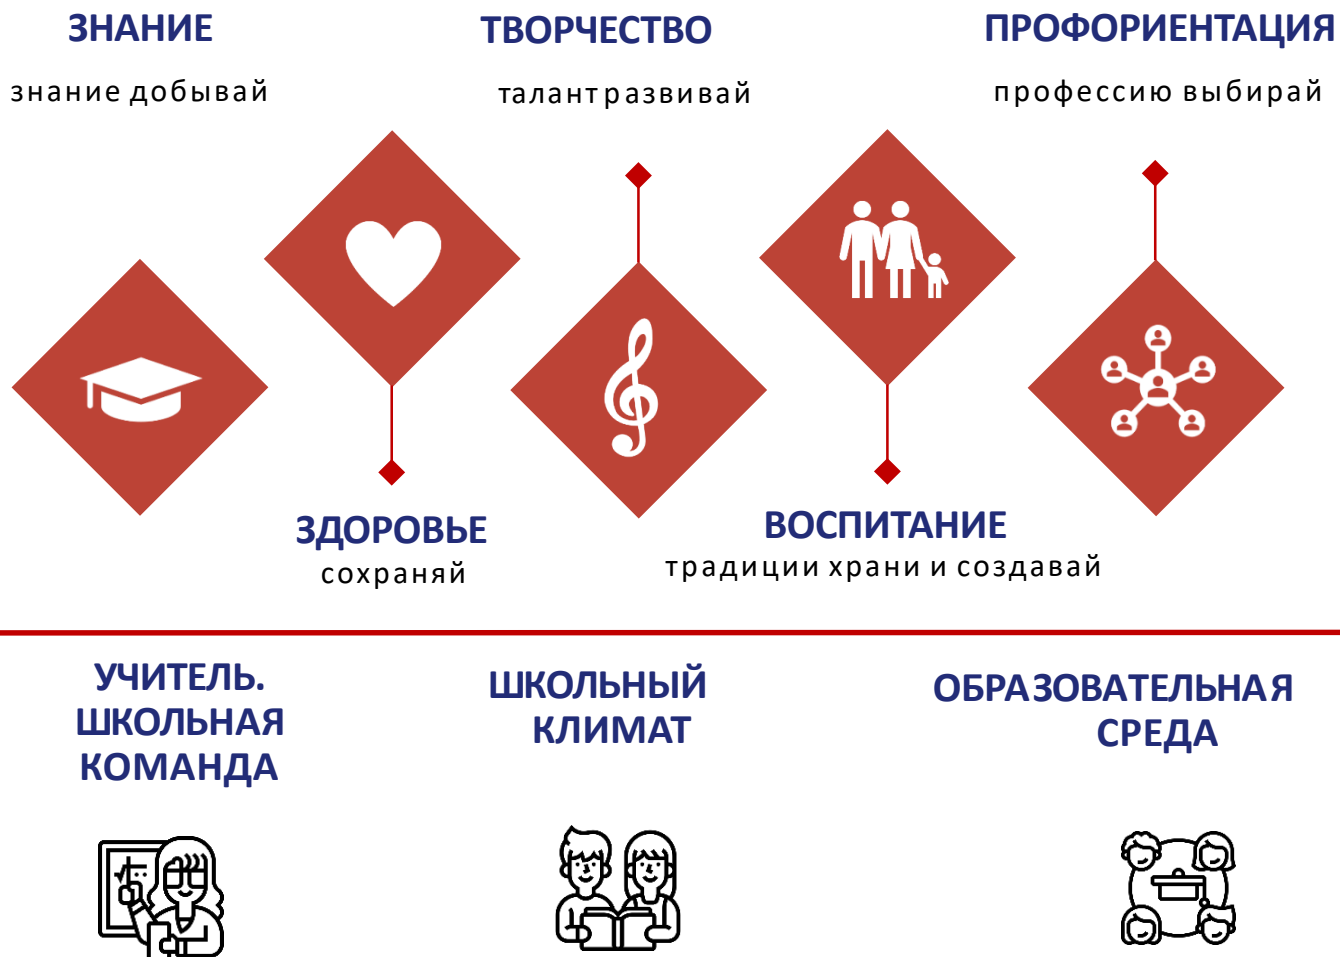 ЗНАНИЕ
знание добывай
ТВОРЧЕСТВО
талант развивай
ПРОФОРИЕНТАЦИЯ
профессию выбирай
ЗДОРОВЬЕ
сохраняй
ВОСПИТАНИЕ
традиции храни и создавай
УЧИТЕЛЬ.
ШКОЛЬНАЯ
КОМАНДА
ШКОЛЬНЫЙ
КЛИМАТ
ОБРАЗОВАТЕЛЬНАЯ
СРЕДА